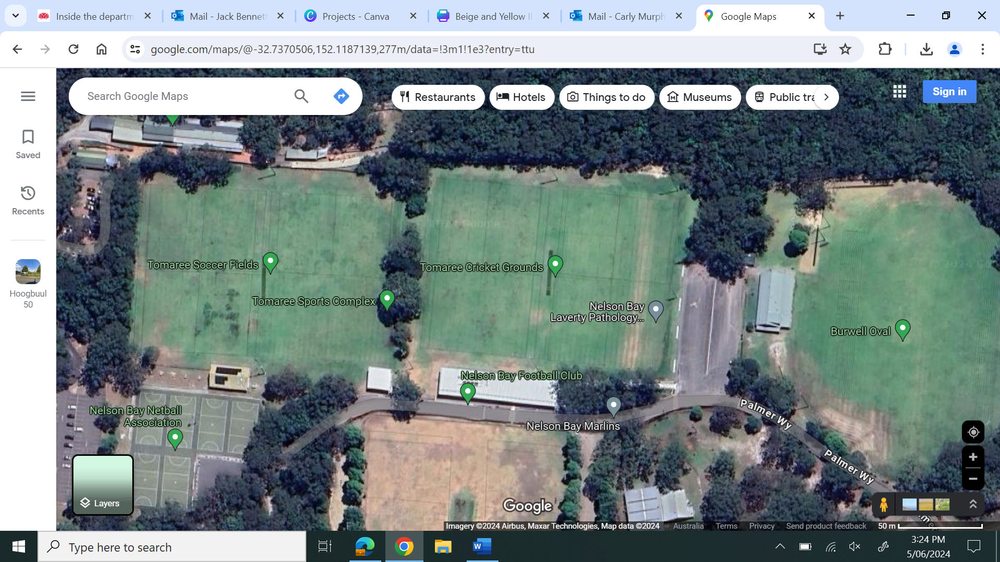 Inside the departm
Mail - Jack Bennett
Projects - Canva
Beige and Yellow Il
Mail - Carly Murph
Google Maps
google.com/maps/@-32.7370506,152.1187139,277m/data=!3m1!1e3?entry=ttu
Search Google Maps
Restaurants
Hotels
Things to do
Museums
Public tra
Sign in
Saved
Recents
Hoogbuul
50
Tomaree Soccer Fields
Tomaree Cricket Grounds
Tomaree Sports Complex
Nelson Bay
Laverty Pathology...
Burwell Oval
Nelson Bay Football Club
Nelson Bay Netball
Association
Nelson Bay Marlins
Palmer Wy
Palmer Wy
Layers
Google
Imagery ©2024 Airbus, Maxar Technologies, Map data ©2024
Australia
Terms
Privacy
Send product feedback
50 m
Type here to search
3:24 PM
5/06/2024